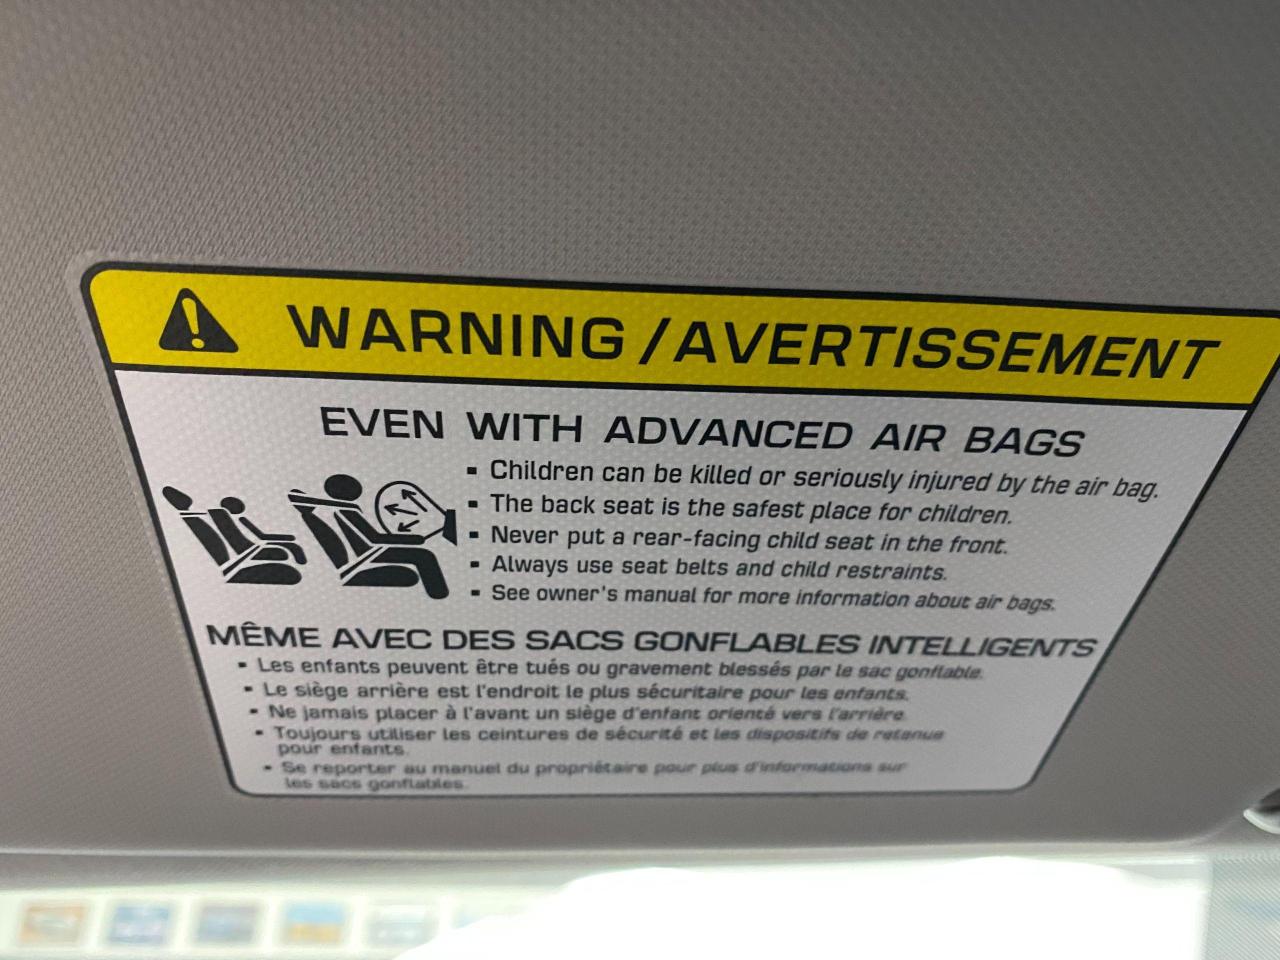 WARNING/AVERTISSEMENT
EVEN WITH ADVANCED AIR BAGS
▪ Children can be killed or seriously injured by the air bag.
▪ The back seat is the safest place for children.
▪ Never put a rear-facing child seat in the front.
▪ Always use seat belts and child restraints.
▪ See owner's manual for more information about air bags.
MÊME AVEC DES SACS GONFLABLES INTELLIGENTS
▪ Les enfants peuvent être tués ou gravement blessés par le sac gonflable.
▪ Le siège arrière est l'endroit le plus sécuritaire pour les enfants.
▪ Ne jamais placer à l'avant un siège d'enfant orienté vers l'arrière.
▪ Toujours utiliser les ceintures de sécurité et les dispositifs de retenue
pour enfants.
▪ Se reporter au manuel du propriétaire pour plus d'informations sur
les sacs gonflables.